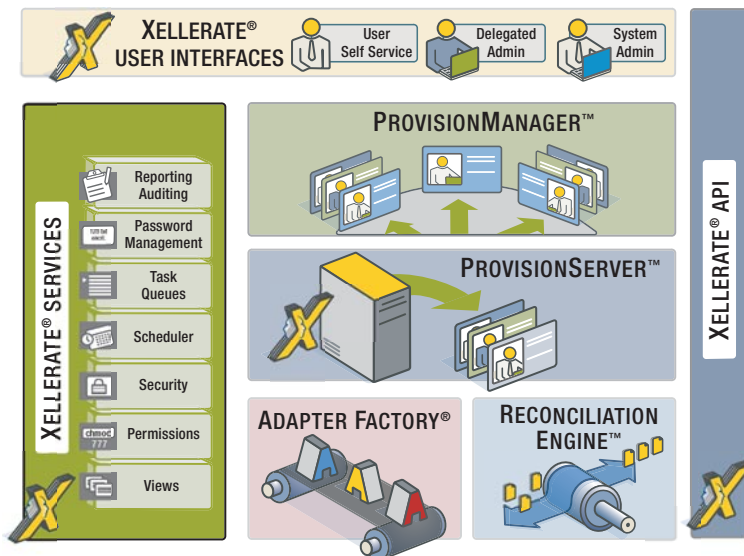 XELLERATE®
USER INTERFACES
User
Self Service
Delegated
Admin
System
Admin
XELLERATE® SERVICES
Reporting
Auditing
Password
Management
Task
Queues
Scheduler
Security
chmod
777
Permissions
Views
PROVISIONMANAGER™
PROVISIONSERVER™
ADAPTER FACTORY®
A A A
RECONCILIATION
ENGINE™
XELLERATE® API